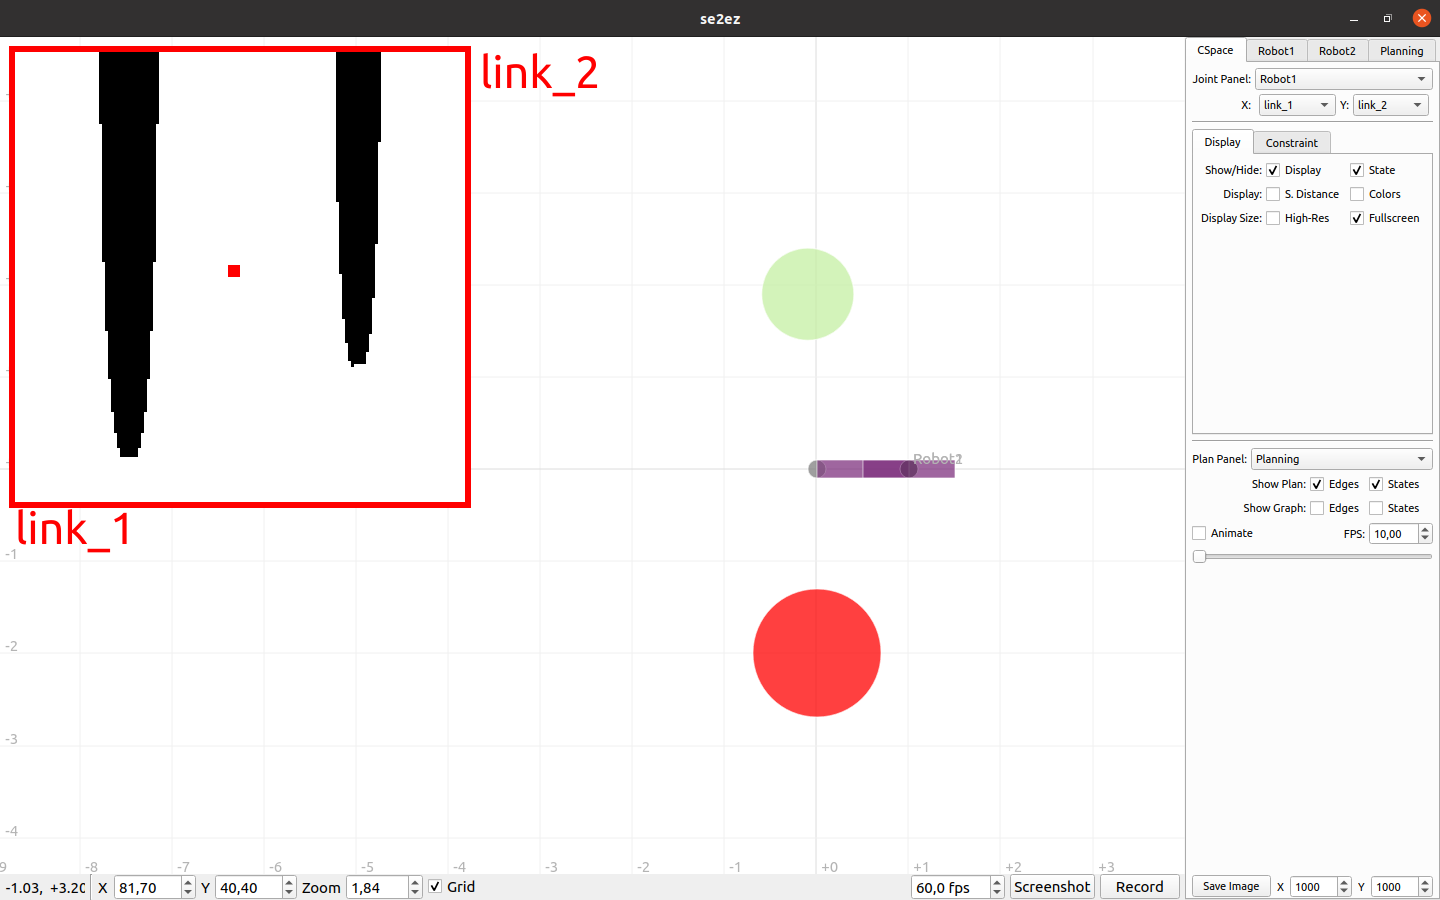 se2ez
link_2
link_1
CSpace
Robot1
Robot2
Planning
Joint Panel:
Robot1
X:
link_1
Y:
link_2
Display
Constraint
Show/Hide:
Display
State
Display:
S. Distance
Colors
Display Size:
High-Res
Fullscreen
Plan Panel:
Planning
Show Plan:
Edges
States
Show Graph:
Edges
States
Animate
FPS:
10,00
-1
-2
-3
-4
-8
-7
-6
-5
-4
-3
-2
-1
+0
+1
+2
+3
-1.03, +3.20
X
81,70
Y
40,40
Zoom
1,84
Grid
60,0 fps
Screenshot
Record
Save Image
X
1000
Y
1000